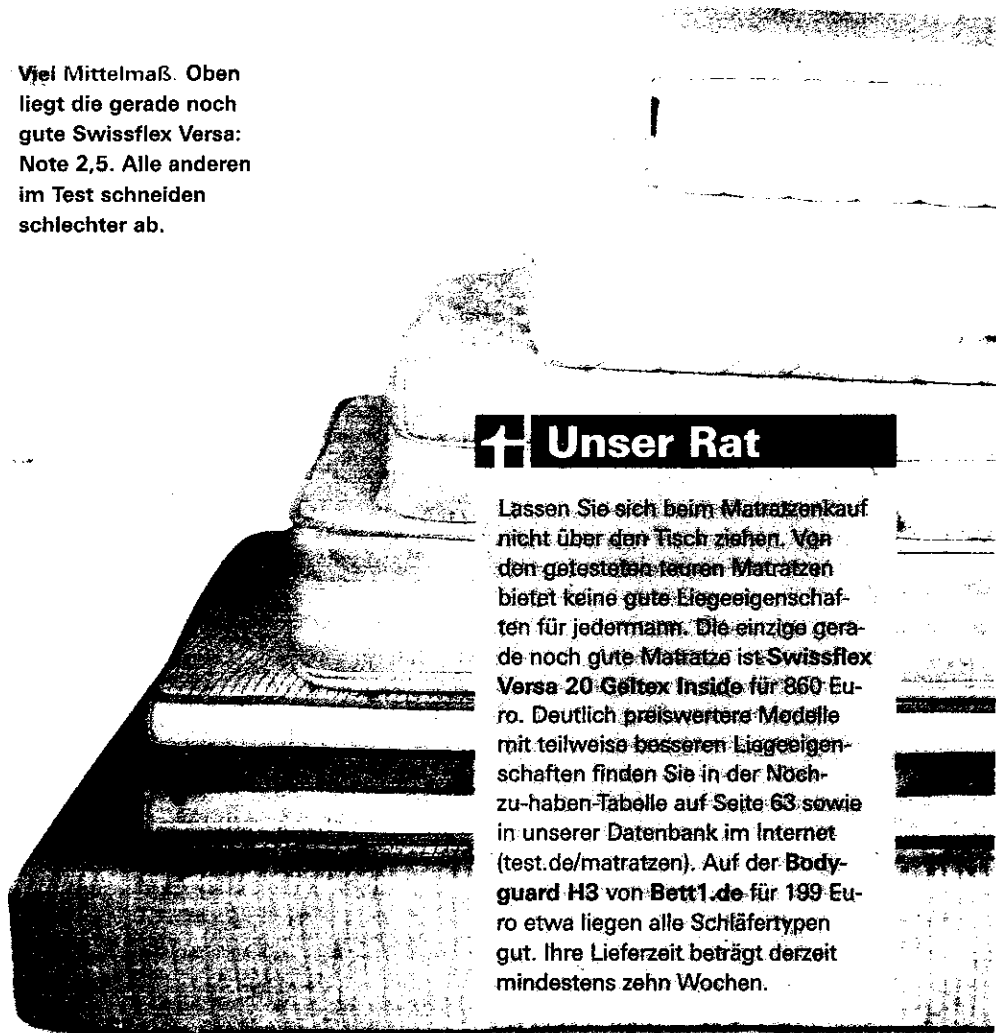 Viel Mittelmaß. Oben
liegt die gerade noch
gute Swissflex Versa:
Note 2,5. Alle anderen
im Test schneiden
schlechter ab.
Unser Rat
Lassen Sie sich beim Matratzenkauf
nicht über den Tisch ziehen. Von
den getesteten teuren Matratzen
bietet keine gute Liegeeigenschaf-
ten für jedermann. Die einzige gera-
de noch gute Matratze ist Swissflex
Versa 20 Geltex Inside für 860 Eu-
ro. Deutlich preiswertere Modelle
mit teilweise besseren Liegeeigen-
schaften finden Sie in der Noch-
zu-haben-Tabelle auf Seite 63 sowie
in unserer Datenbank im Internet
(test.de/matratzen). Auf der Body-
guard H3 von Bett1.de für 199 Eu-
ro etwa liegen alle Schläfertypen
gut. Ihre Lieferzeit beträgt derzeit
mindestens zehn Wochen.